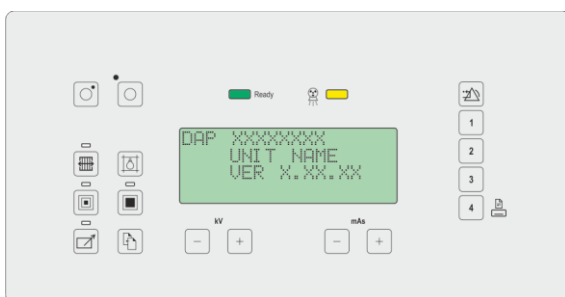 Ready
DAP XXXXXXXX
UNIT NAME
VER X.XX.XX
kV
mAs
- +
- +
1
2
3
4